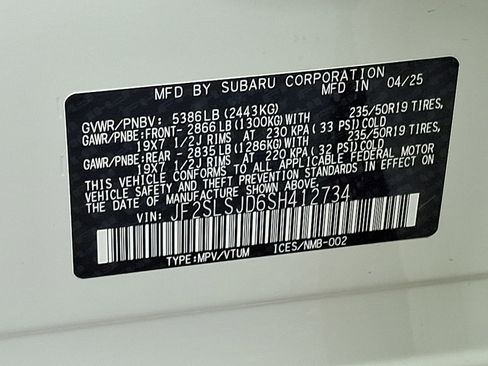 MFD BY SUBARU CORPORATION
MFD IN 04/25
GVWR/PNBV: 5386LB(2443KG)
GAWR/PNBE:FRONT- 2866LB(1300KG)WITH 235/50R19 TIRES,
19X7 1/2J RIMS AT 230 KPA( 33 PSI)COLD
GAWR/PNBE:REAR - 2835LB(1286KG)WITH 235/50R19 TIRES,
19X7 1/2J RIMS AT 220 KPA( 32 PSI)COLD
THIS VEHICLE CONFORMS TO ALL APPLICABLE FEDERAL MOTOR
VEHICLE SAFETY AND THEFT PREVENTION STANDARDS IN EFFECT
ON THE DATE OF MANUFACTURE SHOWN ABOVE.
VIN: JF2SLSJD6SH412734
TYPE:MPV/VTUM ICES/NMB-002